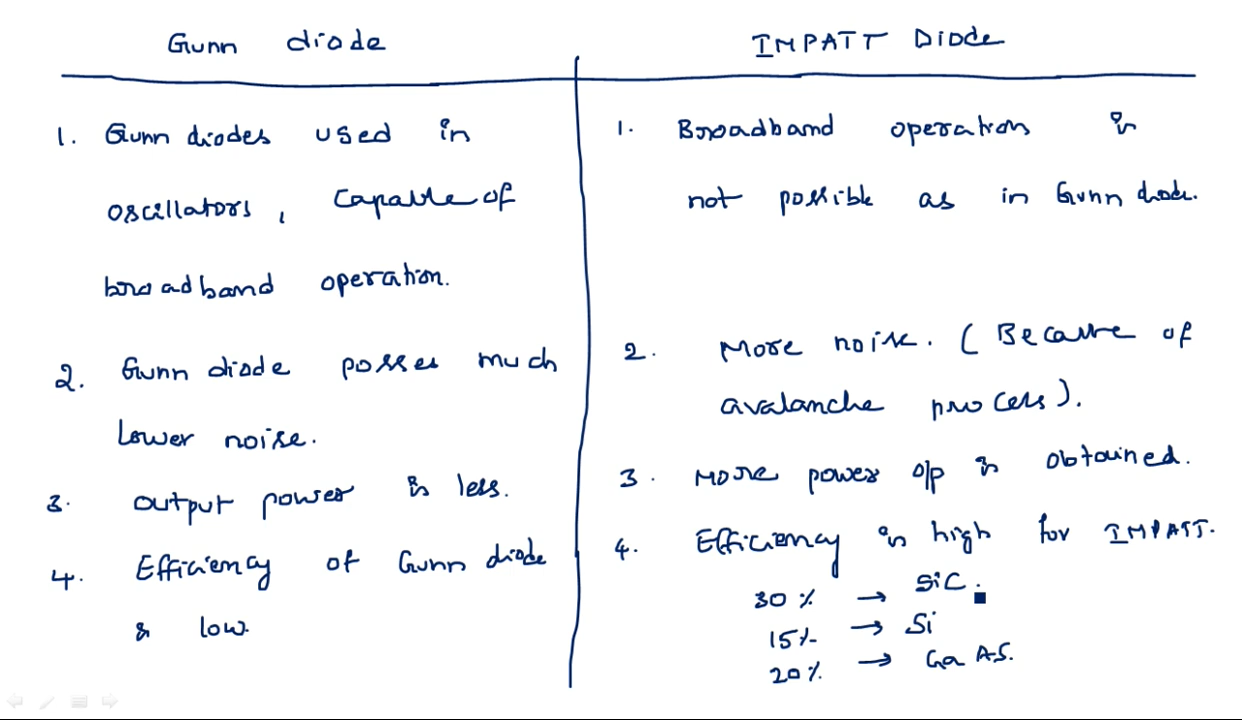 Gunn diode
IMPATT Diode
1. Gunn diodes used in
oscillators, Capable of
broadband operation.
2. Gunn diode posses much
Lower noise.
3. output power is less.
4. Efficiency of Gunn diode
is low.
1. Broadband operation is
not possible as in Gunn diode.
2. More noise. (Because of
avalanche process).
3. More power o/p is obtained.
4. Efficiency is high for IMPATT.
30% → SiC.
15% → Si
20% → Ga AS.